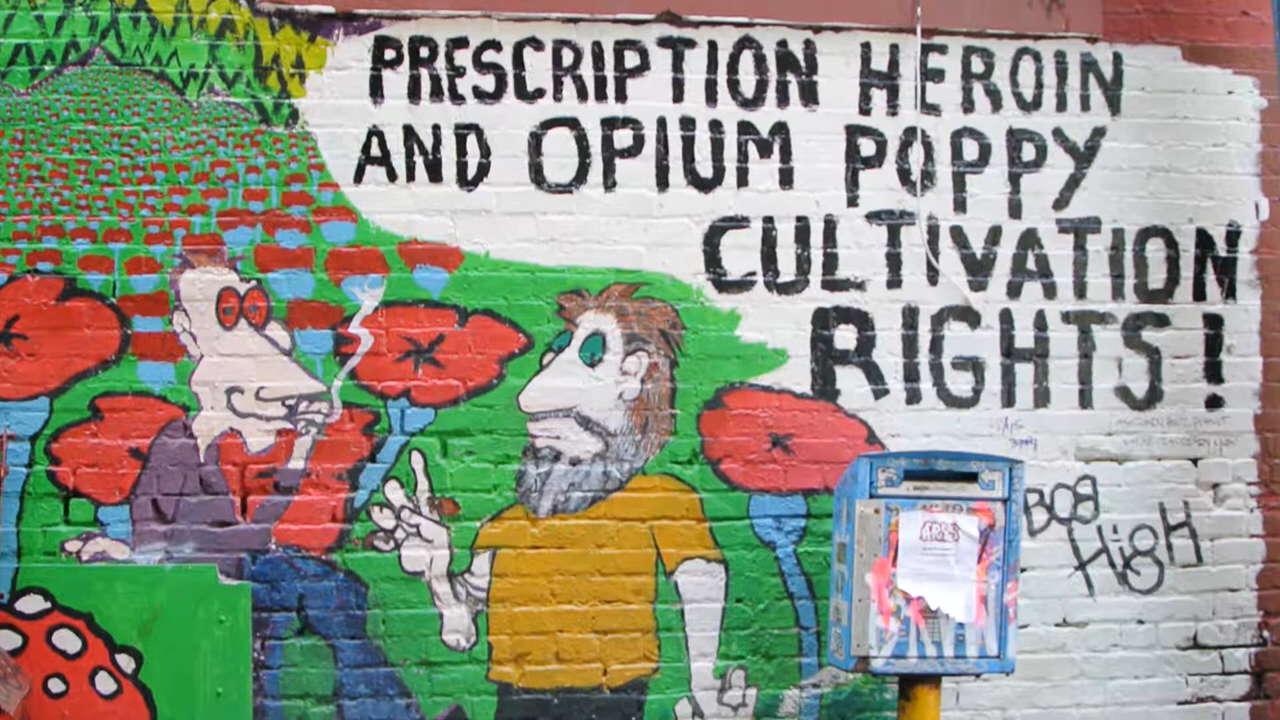 PRESCRIPTION HEROIN
AND OPIUM POPPY
CULTIVATION
RIGHTS!
BOB
HiGH